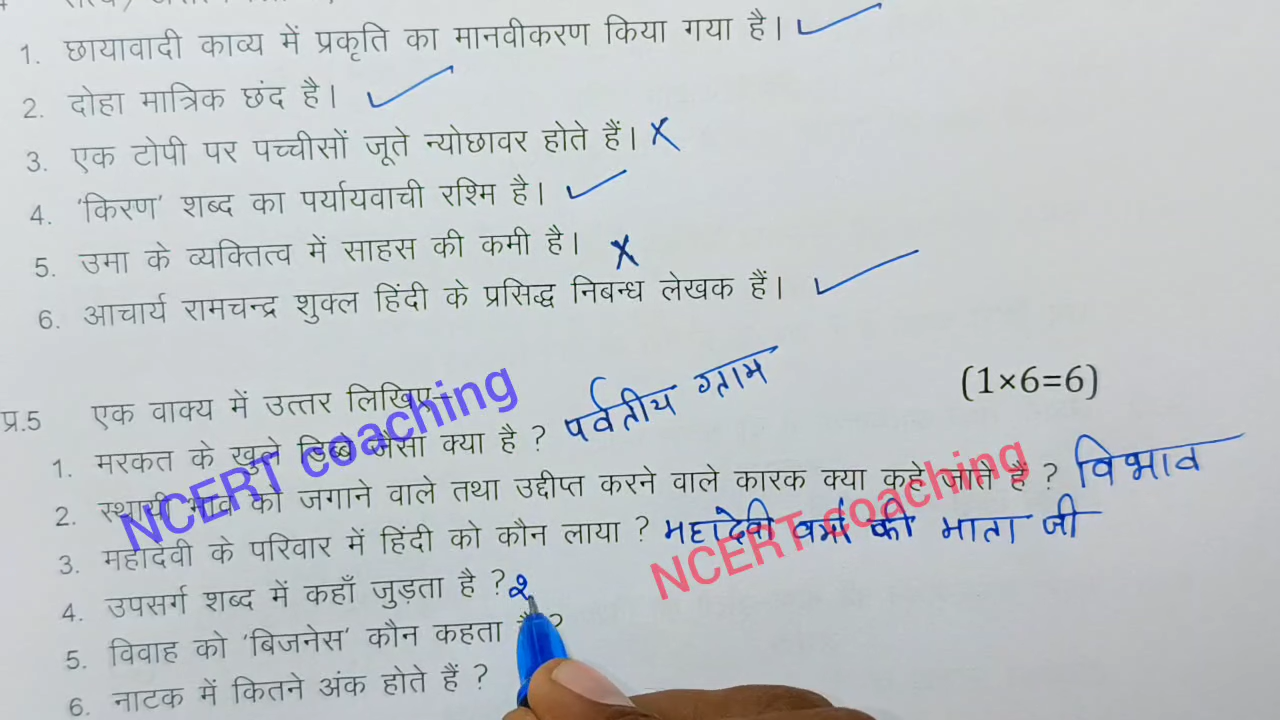 1. छायावादी काव्य में प्रकृति का मानवीकरण किया गया है। ✓
2. दोहा मात्रिक छंद है। ✓
3. एक टोपी पर पच्चीसों जूते न्योछावर होते हैं। X
4. 'किरण' शब्द का पर्यायवाची रश्मि है। ✓
5. उमा के व्यक्तित्व में साहस की कमी है। X
6. आचार्य रामचन्द्र शुक्ल हिंदी के प्रसिद्ध निबन्ध लेखक हैं। ✓
प्र.5 एक वाक्य में उत्तर लिखिए– (1×6=6)
1. मरकत के खुले डिब्बे जैसा क्या है ? पर्वतीय ग्राम
2. स्थायी भाव को जगाने वाले तथा उद्दीप्त करने वाले कारक क्या कहे जाते हैं ? विभाव
3. महादेवी के परिवार में हिंदी को कौन लाया ? महादेवी वर्मा की माता जी
4. उपसर्ग शब्द में कहाँ जुड़ता है ?
5. विवाह को 'बिजनेस' कौन कहता है ?
6. नाटक में कितने अंक होते हैं ?
NCERT coaching
NCERT coaching